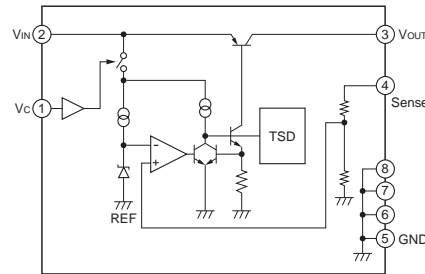 VIN 2
3 VOUT
4
Sense
VC 1
TSD
-
+
REF
8
7
6
5 GND